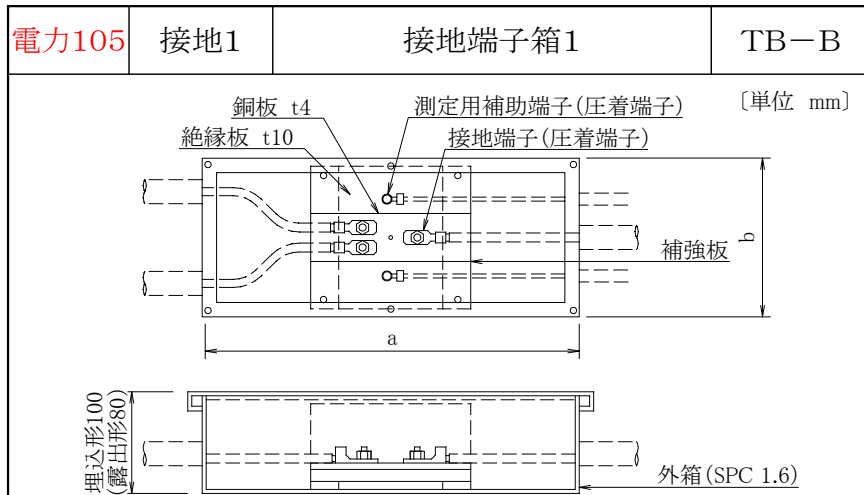 電力105 接地1 接地端子箱1 TB-B
〔単位 mm〕
銅板 t4
測定用補助端子(圧着端子)
絶縁板 t10
接地端子(圧着端子)
補強板
b
a
埋込形100
(露出形80)
外箱(SPC 1.6)